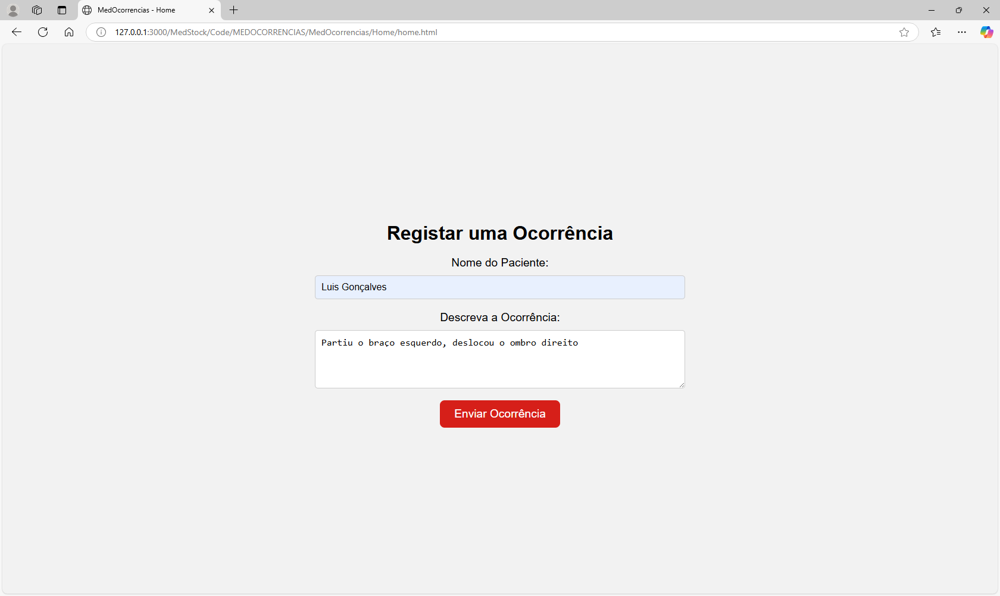 MedOcorrencias - Home
127.0.0.1:3000/MedStock/Code/MEDOCORRENCIAS/MedOcorrencias/Home/home.html
Registar uma Ocorrência
Nome do Paciente:
Luis Gonçalves
Descreva a Ocorrência:
Partiu o braço esquerdo, deslocou o ombro direito
Enviar Ocorrência